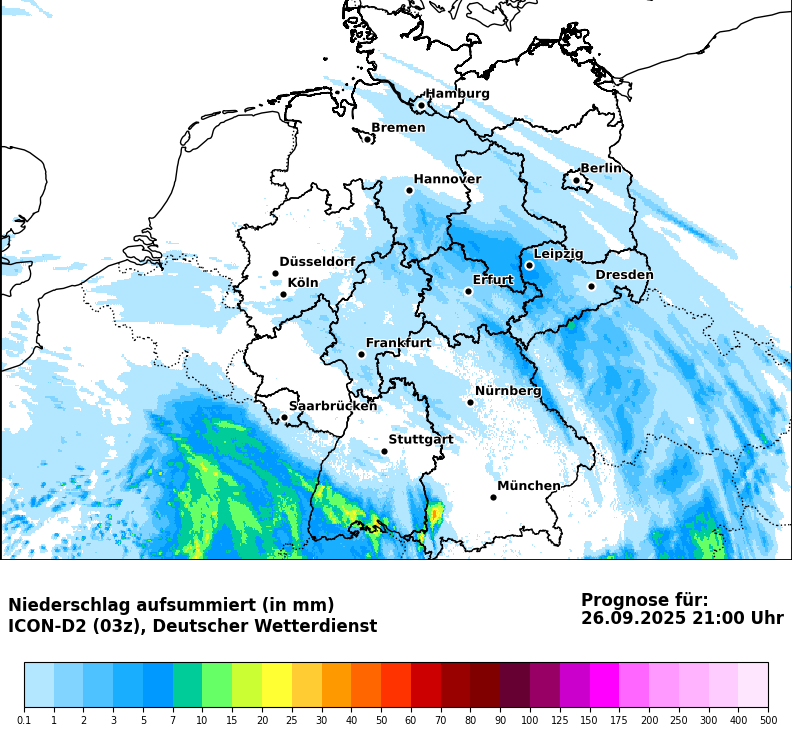 Hamburg
Bremen
Berlin
Hannover
Düsseldorf
Köln
Leipzig
Erfurt
Dresden
Frankfurt
Nürnberg
Saarbrücken
Stuttgart
München
Niederschlag aufsummiert (in mm)
ICON-D2 (03z), Deutscher Wetterdienst
Prognose für:
26.09.2025 21:00 Uhr
0.1 1 2 3 5 7 10 15 20 25 30 40 50 60 70 80 90 100 125 150 175 200 250 300 400 500